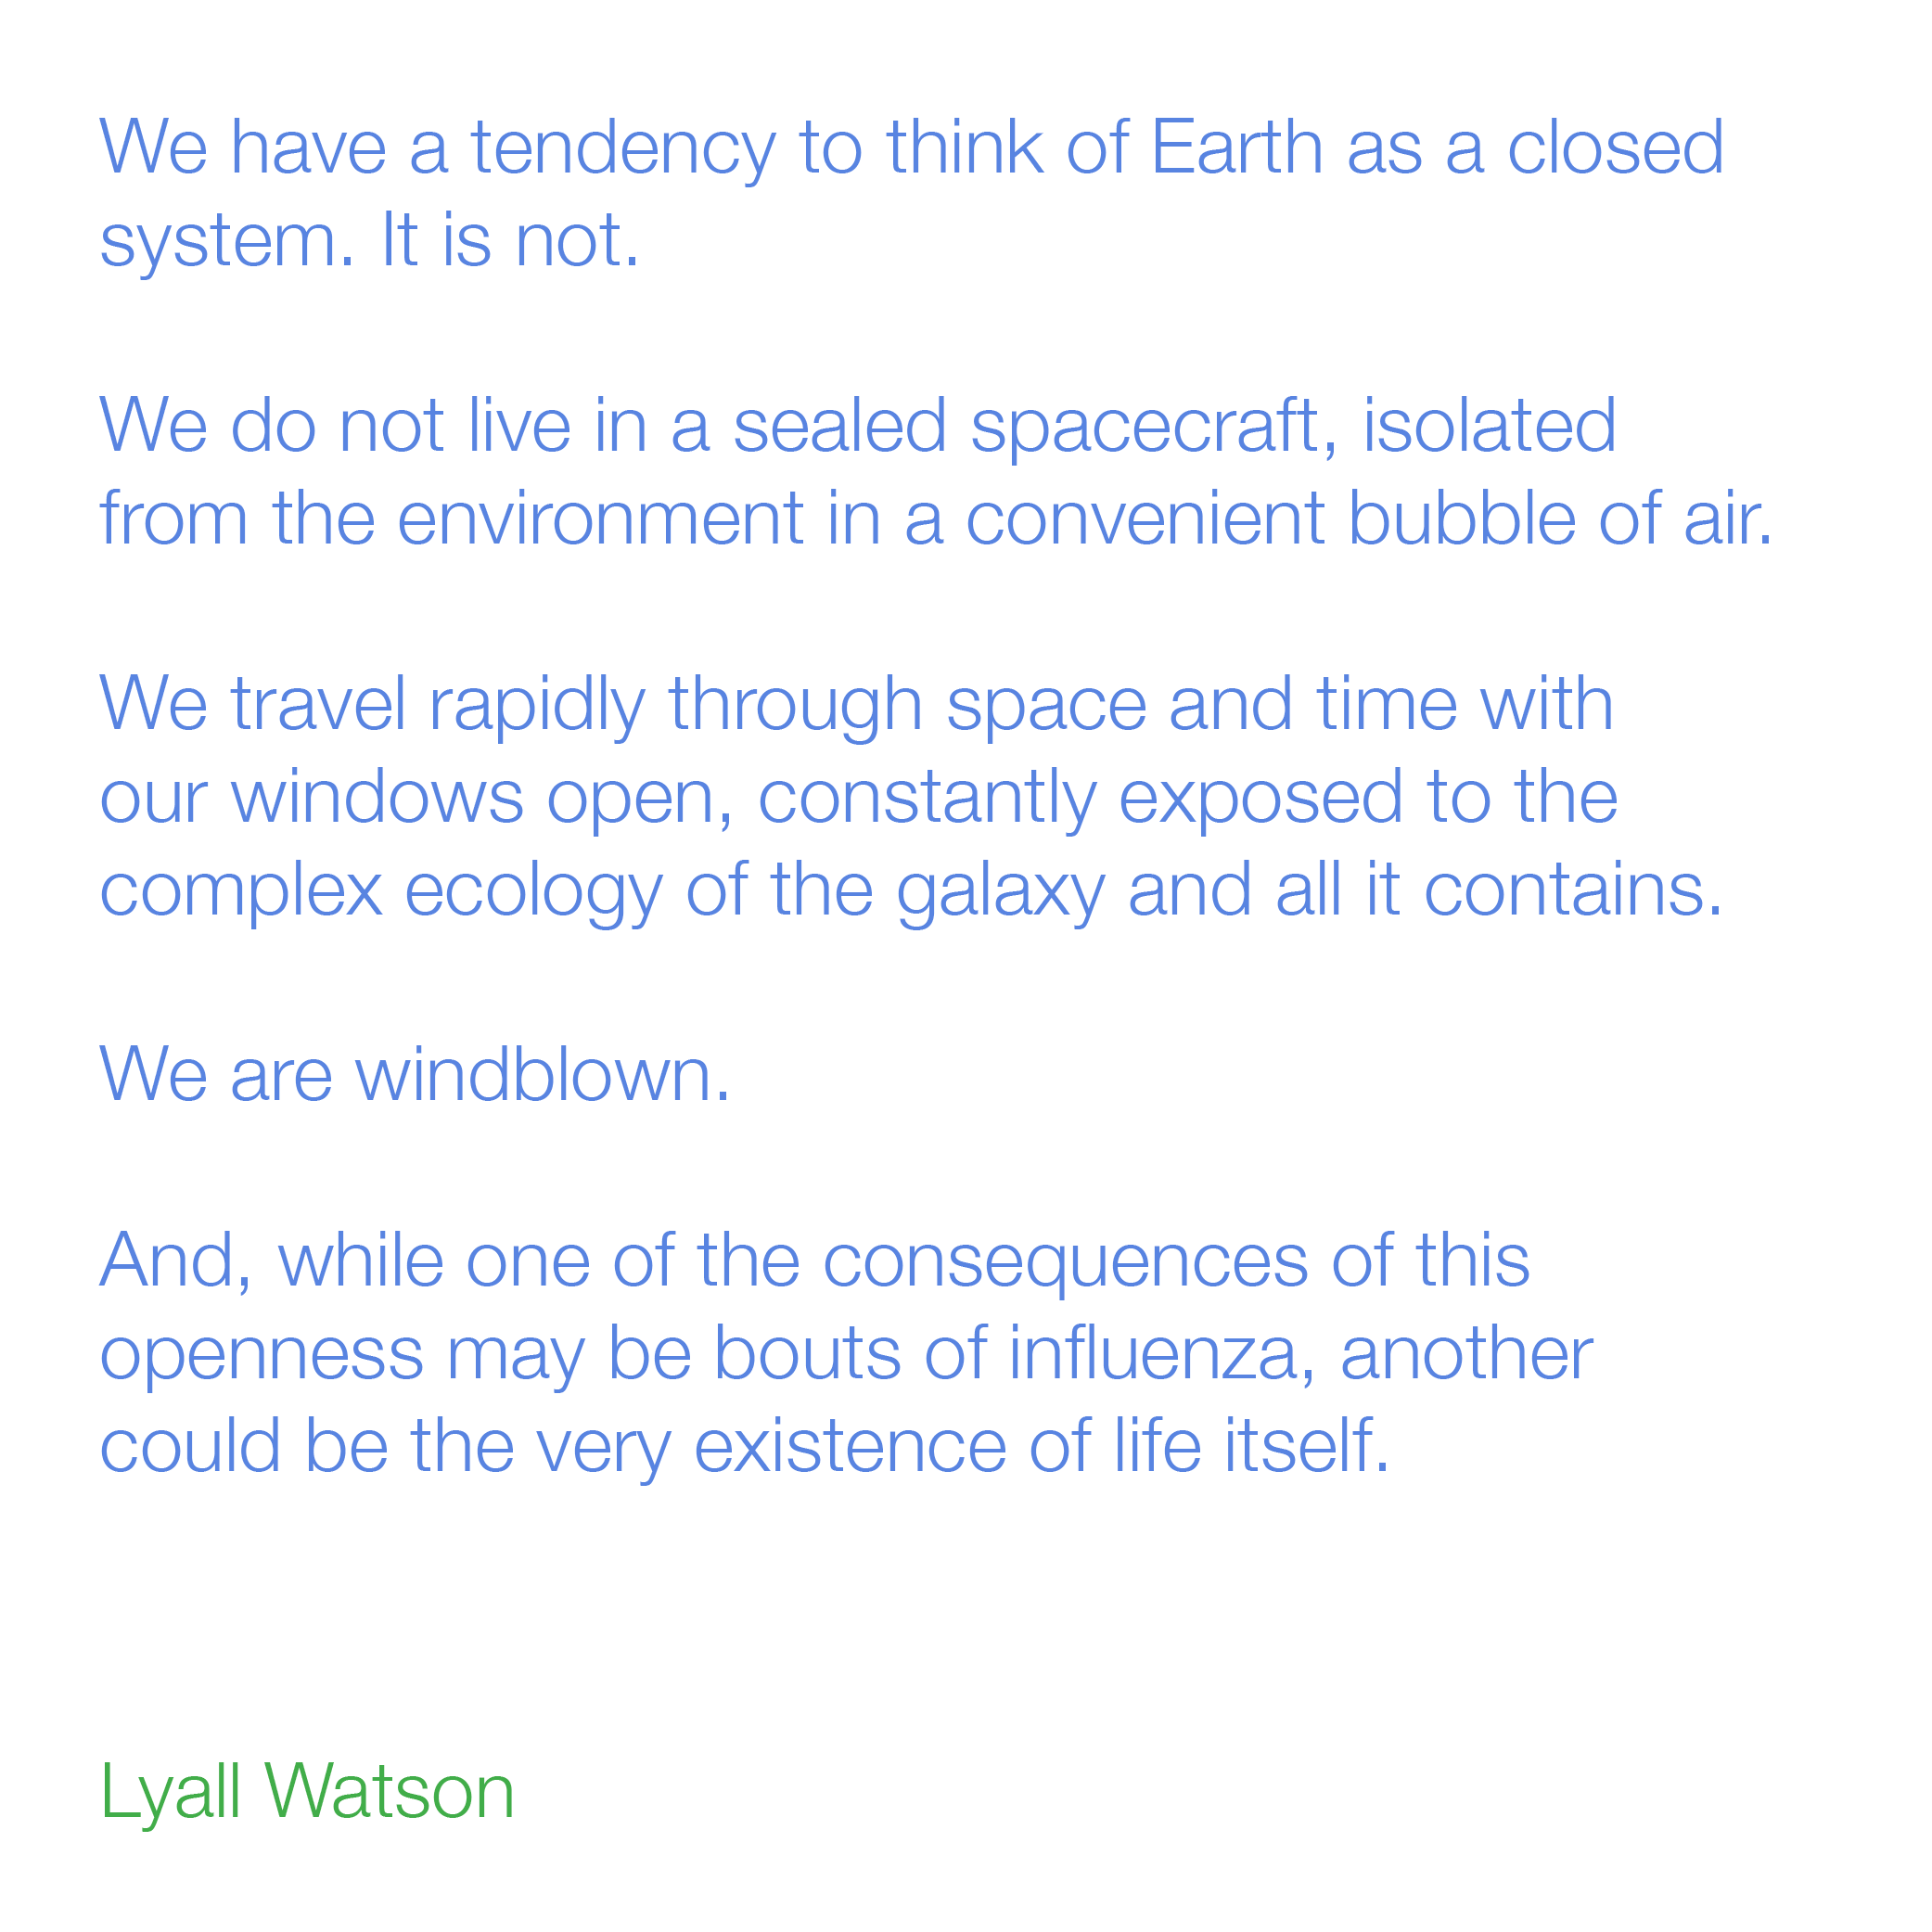 We have a tendency to think of Earth as a closed
system. It is not.
We do not live in a sealed spacecraft, isolated
from the environment in a convenient bubble of air.
We travel rapidly through space and time with
our windows open, constantly exposed to the
complex ecology of the galaxy and all it contains.
We are windblown.
And, while one of the consequences of this
openness may be bouts of influenza, another
could be the very existence of life itself.
Lyall Watson